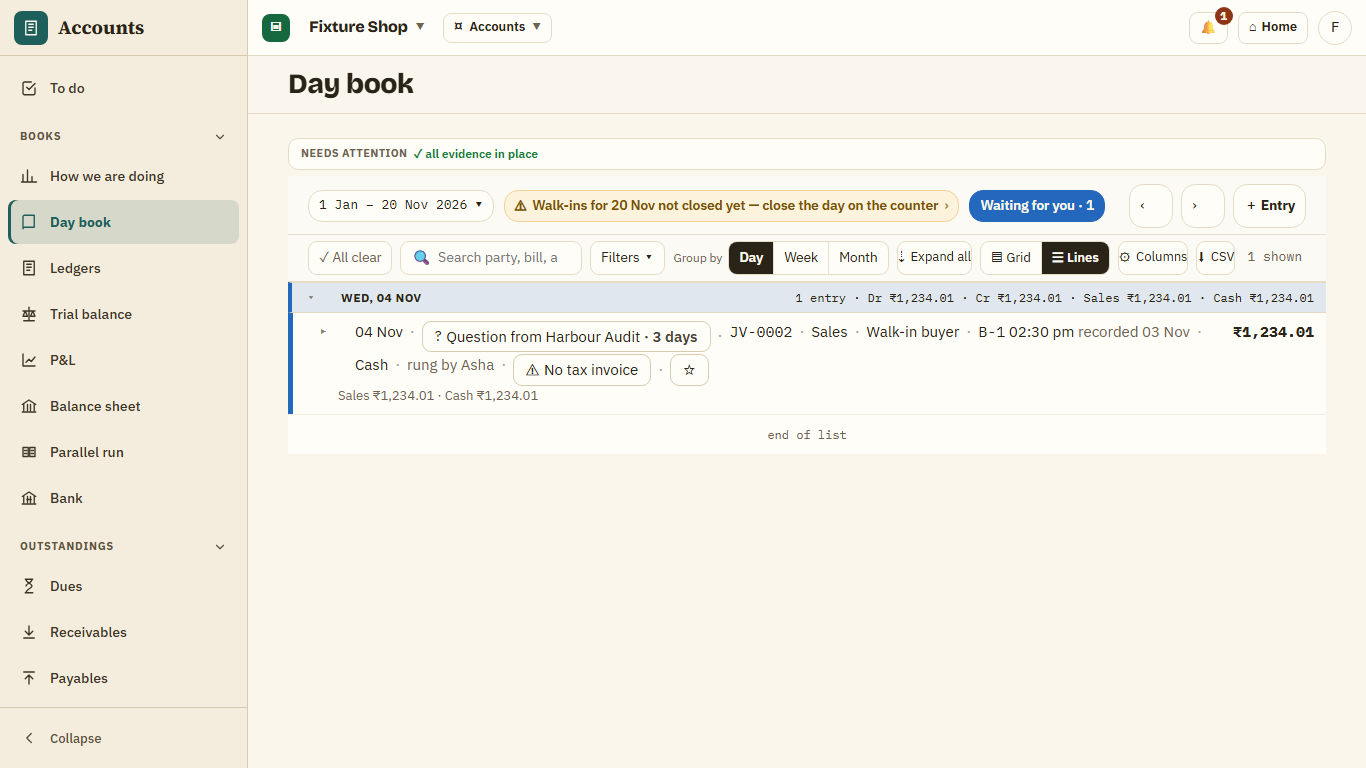 Accounts
Fixture Shop ▼
¤ Accounts ▼
1
⌂ Home
F
To do
BOOKS
How we are doing
Day book
Ledgers
Trial balance
P&L
Balance sheet
Parallel run
Bank
OUTSTANDINGS
Dues
Receivables
Payables
Collapse
Day book
NEEDS ATTENTION ✓ all evidence in place
1 Jan – 20 Nov 2026 ▼
⚠ Walk-ins for 20 Nov not closed yet — close the day on the counter ›
Waiting for you · 1
‹ › + Entry
✓ All clear
Search party, bill, a
Filters ▼
Group by Day Week Month
⇣ Expand all
▤ Grid ☰ Lines
⚙ Columns
⭳ CSV
1 shown
▾ WED, 04 NOV 1 entry · Dr ₹1,234.01 · Cr ₹1,234.01 · Sales ₹1,234.01 · Cash ₹1,234.01
▸ 04 Nov · ? Question from Harbour Audit · 3 days · JV-0002 · Sales · Walk-in buyer · B-1 02:30 pm recorded 03 Nov · ₹1,234.01
Cash · rung by Asha · ⚠ No tax invoice · ☆
Sales ₹1,234.01 · Cash ₹1,234.01
end of list